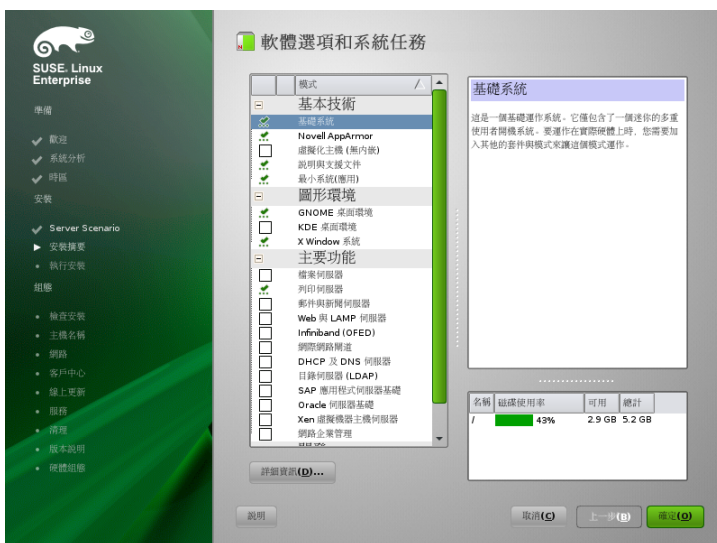 SUSE. Linux
Enterprise
準備
歡迎
系統分析
時區
安裝
Server Scenario
安裝摘要
執行安裝
組態
檢查安裝
主機名稱
網路
客戶中心
線上更新
服務
清理
版本說明
硬體組態
軟體選項和系統任務
模式
基本技術
基礎系統
Novell AppArmor
虛擬化主機 (無內嵌)
說明與支援文件
最小系統(應用)
圖形環境
GNOME 桌面環境
KDE 桌面環境
X Window 系統
主要功能
檔案伺服器
列印伺服器
郵件與新聞伺服器
Web 與 LAMP 伺服器
Infiniband (OFED)
網際網路閘道
DHCP 及 DNS 伺服器
目錄伺服器 (LDAP)
SAP 應用程式伺服器基礎
Oracle 伺服器基礎
Xen 虛擬機器主機伺服器
網路企業管理
詳細資訊(D)...
基礎系統
這是一個基礎運作系統。它僅包含了一個迷你的多重
使用者開機系統。要運作在實際硬體上時，您需要加
入其他的套件與模式來讓這個模式運作。
名稱 磁碟使用率 可用 總計
/ 43% 2.9 GB 5.2 GB
說明
取消(C)
上一步(B)
確定(O)